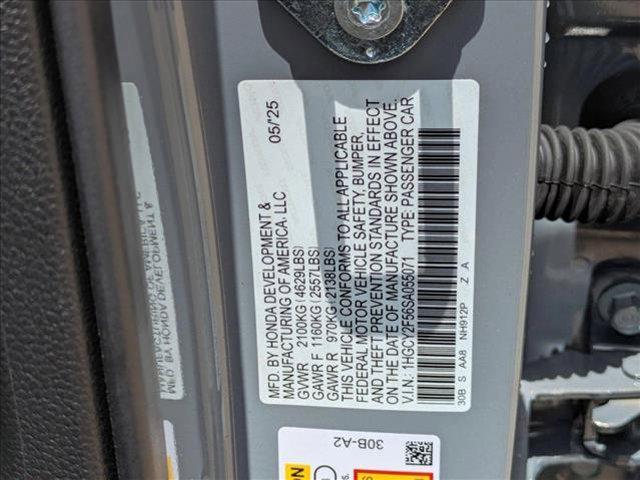 MFD. BY HONDA DEVELOPMENT & 05/'25
MANUFACTURING OF AMERICA, LLC
GVWR 2100KG (4629LBS)
GAWR F 1160KG (2557LBS)
GAWR R 970KG (2138LBS)
THIS VEHICLE CONFORMS TO ALL APPLICABLE
FEDERAL MOTOR VEHICLE SAFETY, BUMPER,
AND THEFT PREVENTION STANDARDS IN EFFECT
ON THE DATE OF MANUFACTURE SHOWN ABOVE.
V.I.N.: 1HGCY2F56SA055071 TYPE PASSENGER CAR
30B S AA8 NH912P Z A
30B-A2